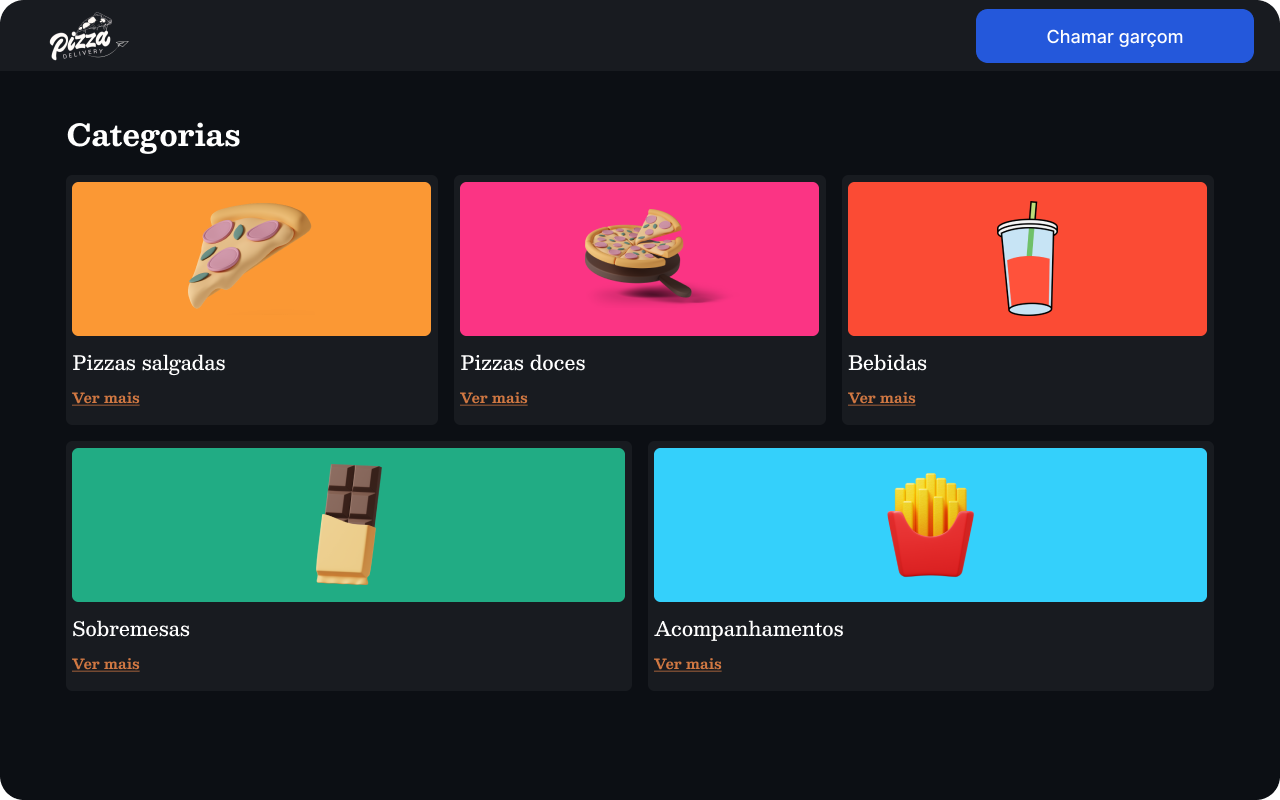 Pizza
DELIVERY
Chamar garçom
Categorias
Pizzas salgadas
Ver mais
Pizzas doces
Ver mais
Bebidas
Ver mais
Sobremesas
Ver mais
Acompanhamentos
Ver mais